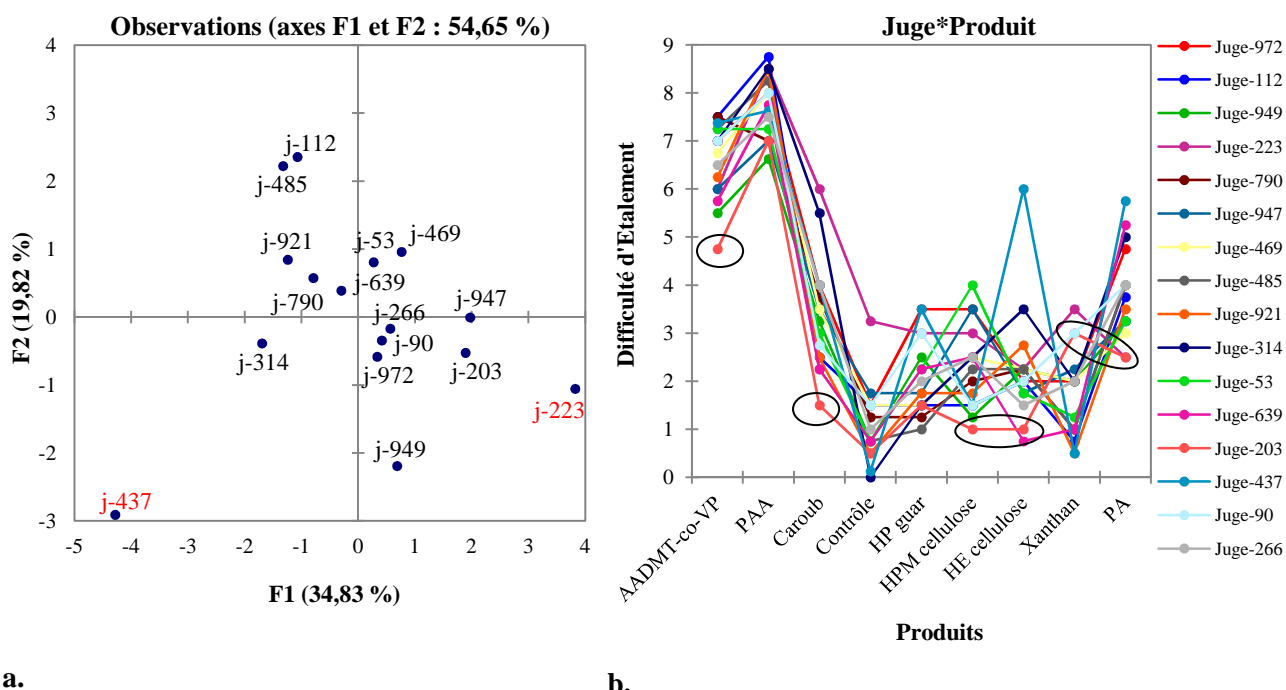 Observations (axes F1 et F2 : 54,65 %)
4
3
2
1
0
-1
-2
-3
F2 (19,82 %)
j-112
j-485
j-921
j-53
j-469
j-790
j-639
j-266
j-947
j-314
j-90
j-972
j-203
j-223
j-949
j-437
-5
-4
-3
-2
-1
0
1
2
3
4
F1 (34,83 %)
a.
Juge*Produit
9
8
7
6
5
4
3
2
1
0
Difficulté d'Etalement
AADMT-co-VP
PAA
Caroub
Contrôle
HP guar
HPM cellulose
HE cellulose
Xanthan
PA
Produits
Juge-972
Juge-112
Juge-949
Juge-223
Juge-790
Juge-947
Juge-469
Juge-485
Juge-921
Juge-314
Juge-53
Juge-639
Juge-203
Juge-437
Juge-90
Juge-266
b.